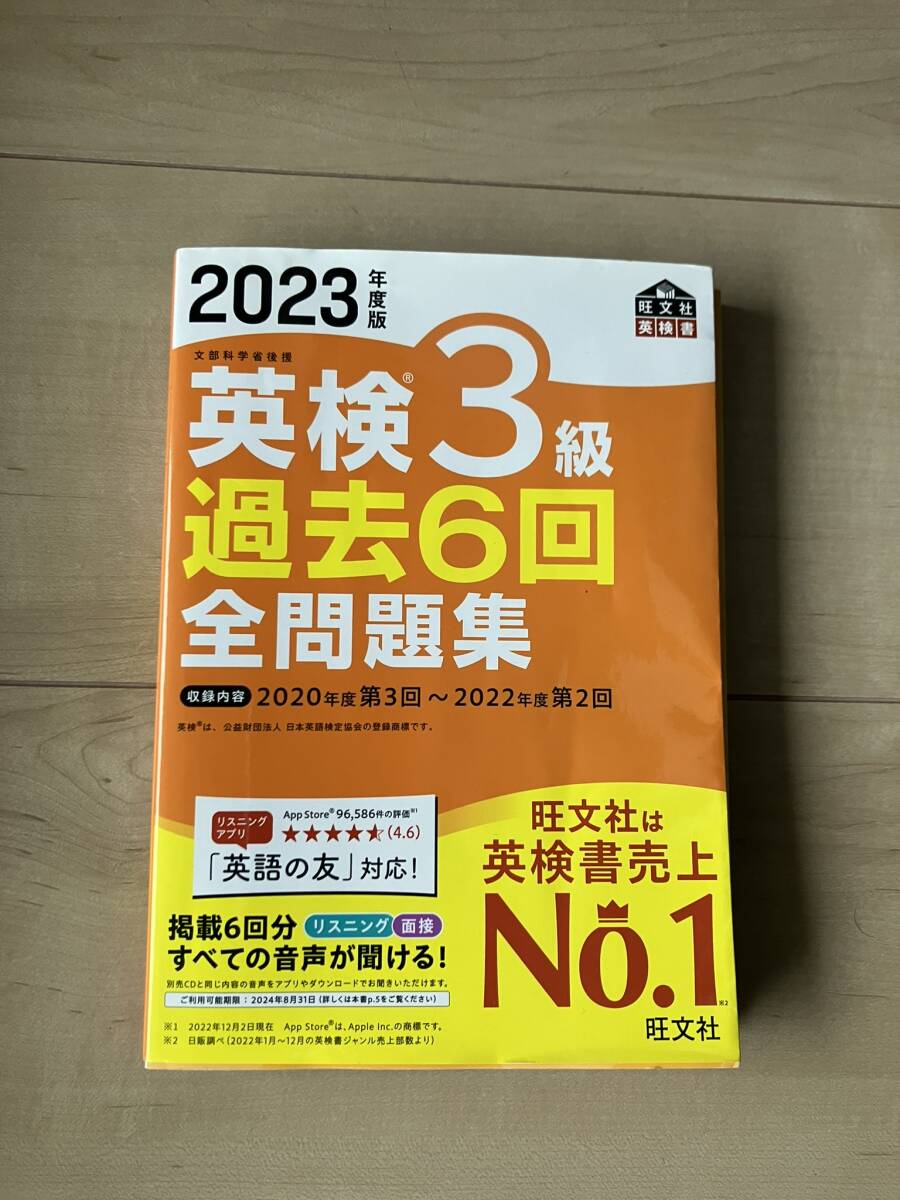 2023年度版
旺文社
英検書
文部科学省後援
英検®3級
過去6回
全問題集
収録内容 2020年度 第3回 ～ 2022年度 第2回
英検®は、公益財団法人 日本英語検定協会の登録商標です。
リスニング
アプリ
App Store® 96,586件の評価※1
★★★★★(4.6)
「英語の友」対応！
旺文社は
英検書売上
No.1※2
旺文社
掲載6回分 リスニング 面接
すべての音声が聞ける！
別売CDと同じ内容の音声をアプリやダウンロードでお聞きいただけます。
ご利用可能期限：2024年8月31日（詳しくは本書p.5をご覧ください）
※1 2022年12月2日現在 App Store®は、Apple Inc.の商標です。
※2 日販調べ（2022年1月～12月の英検書ジャンル売上部数より）